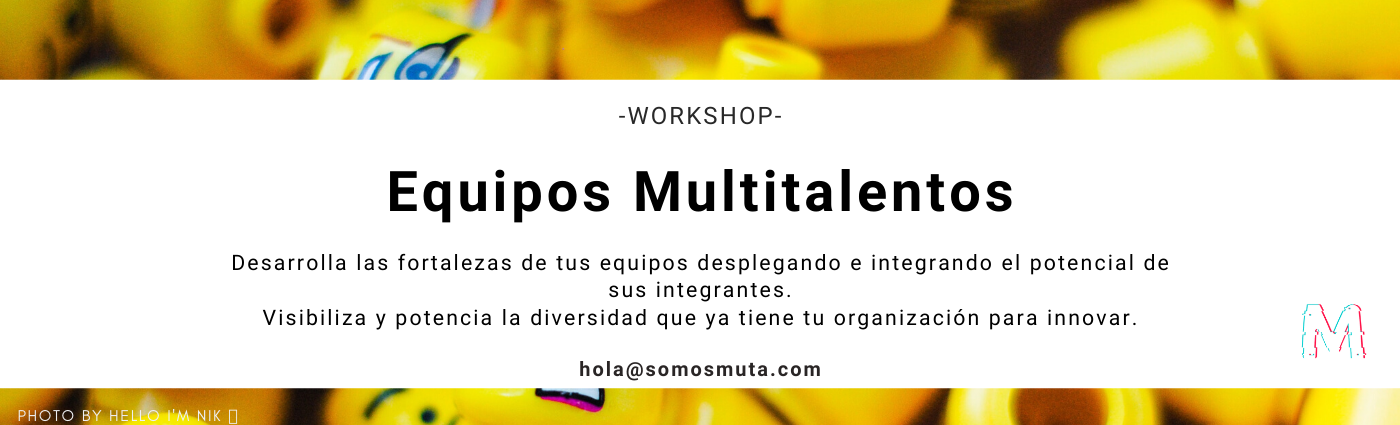 -WORKSHOP-
Equipos Multitalentos
Desarrolla las fortalezas de tus equipos desplegando e integrando el potencial de
sus integrantes.
Visibiliza y potencia la diversidad que ya tiene tu organización para innovar.
M
hola@somosmuta.com
PHOTO BY HELLO I'M NIK